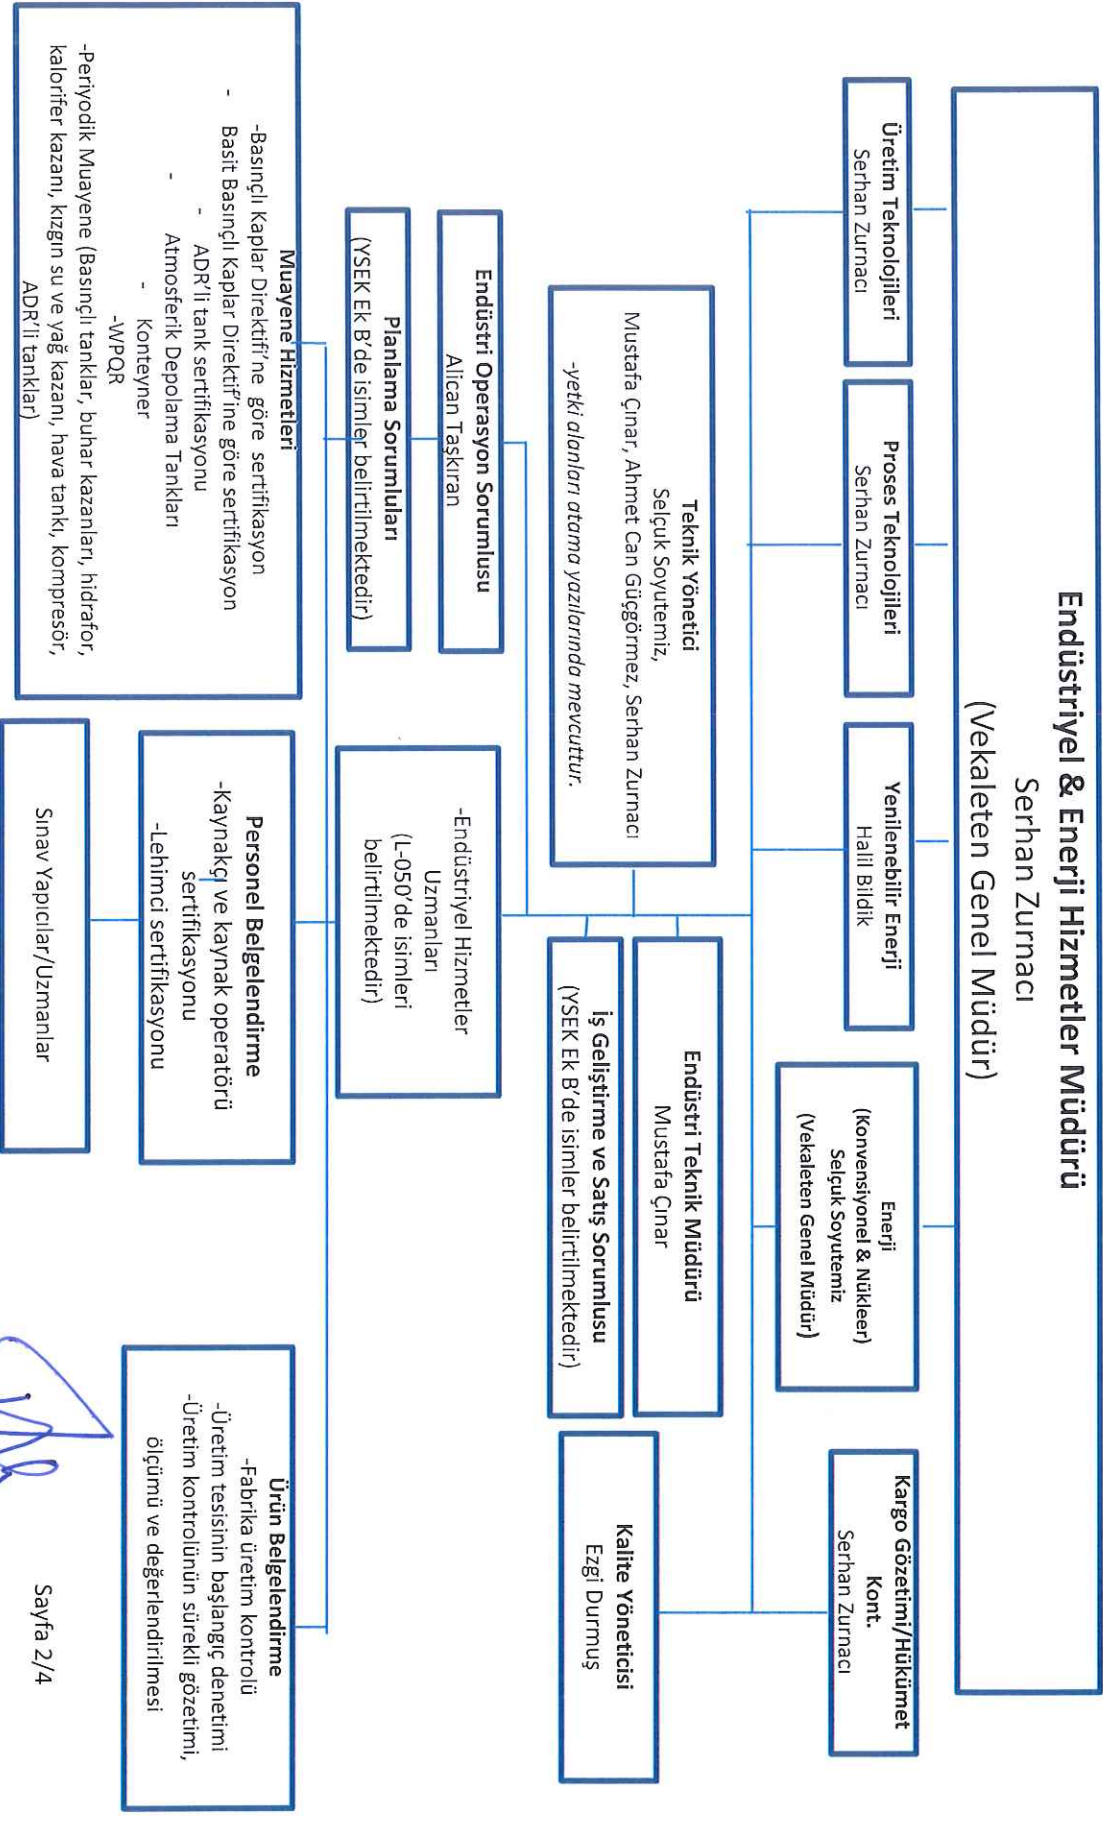 Endüstriyel & Enerji Hizmetler Müdürü
Serhan Zurnacı
(Vekaleten Genel Müdür)
Üretim Teknolojileri
Serhan Zurnacı
Proses Teknolojileri
Serhan Zurnacı
Yenilenebilir Enerji
Halil Bildik
Enerji
(Konvensiyonel & Nükleer)
Selçuk Soyutemiz
(Vekaleten Genel Müdür)
Kargo Gözetimi/Hükümet
Kont.
Serhan Zurnacı
Teknik Yönetici
Mustafa Çınar, Ahmet Can Güçgörmez, Serhan Zurnacı
Selçuk Soyutemiz,
-yetki alanları atama yazılarında mevcuttur.
Endüstri Teknik Müdürü
Mustafa Çınar
İş Geliştirme ve Satış Sorumlusu
(YSEK Ek B'de isimler belirtilmektedir)
Kalite Yöneticisi
Ezgi Durmuş
Endüstri Operasyon Sorumlusu
Alican Taşkıran
Planlama Sorumluları
(YSEK Ek B'de isimler belirtilmektedir)
-Endüstriyel Hizmetler
Uzmanları
(L-050'de isimleri
belirtilmektedir)
Muayene Hizmetleri
-Basınçlı Kaplar Direktifi'ne göre sertifikasyon
- Basit Basınçlı Kaplar Direktif'ine göre sertifikasyon
- ADR'li tank sertifikasyonu
- Atmosferik Depolama Tankları
- Konteyner
-WPQR
-Periyodik Muayene (Basınçlı tanklar, buhar kazanları, hidrafor,
kalorifer kazanı, kızgın su ve yağ kazanı, hava tankı, kompresör,
ADR'li tanklar)
Personel Belgelendirme
-Kaynakçı ve kaynak operatörü
sertifikasyonu
-Lehimci sertifikasyonu
Sınav Yapıcılar/Uzmanlar
Ürün Belgelendirme
-Fabrika üretim kontrolü
-Üretim tesisinin başlangıç denetimi
-Üretim kontrolünün sürekli gözetimi,
ölçümü ve değerlendirilmesi
Sayfa 2/4